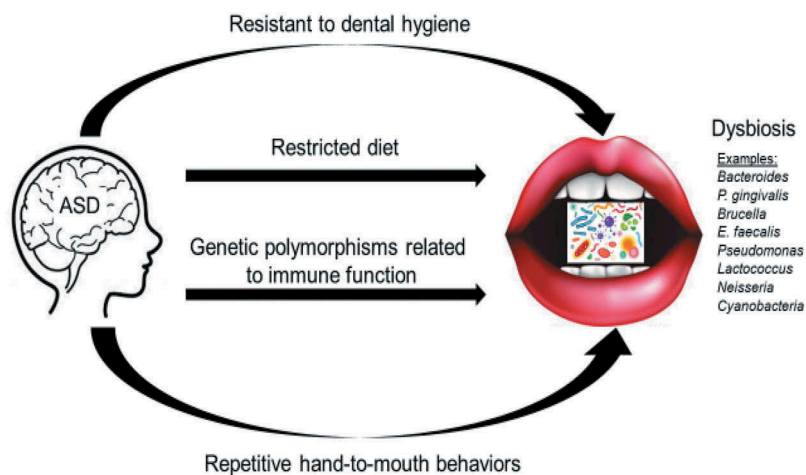 Resistant to dental hygiene
ASD
Restricted diet
Genetic polymorphisms related
to immune function
Repetitive hand-to-mouth behaviors
Dysbiosis
Examples:
Bacteroides
P. gingivalis
Brucella
E. faecalis
Pseudomonas
Lactococcus
Neisseria
Cyanobacteria